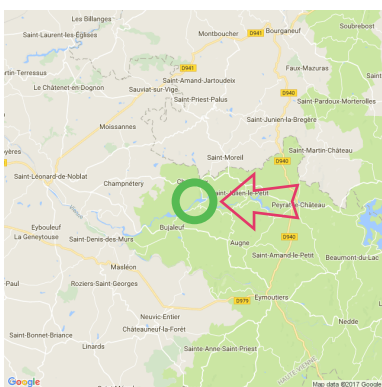 Les Billanges
Soubrebost
Saint-Laurent-les-Églises
Montboucher
D941
Bourganeuf
D941
Faux-Mazuras
Saint-Amand-Jartoudeix
Le Châtenet-en-Dognon
Sauviat-sur-Vige
D940
Saint-Priest-Palus
Saint-Pardoux-Morterolles
Saint-Junien-la-Bregère
Moissannes
Saint-Martin-Château
Saint-Moreil
D940
Saint-Léonard-de-Noblat
Champnétery
Peyrat-le-Château
Bujaleuf
Eybouleuf
La Geneytouse
Saint-Denis-des-Murs
D940
Augne
Saint-Amand-le-Petit
Beaumont-du-Lac
Masléon
Roziers-Saint-Georges
D979
Eymoutiers
Neuvic-Entier
Nedde
Châteauneuf-la-Forêt
Saint-Bonnet-Briance
Linards
Sainte-Anne-Saint-Priest
HAUTE-VIENNE
Google
Map data ©2017 Google